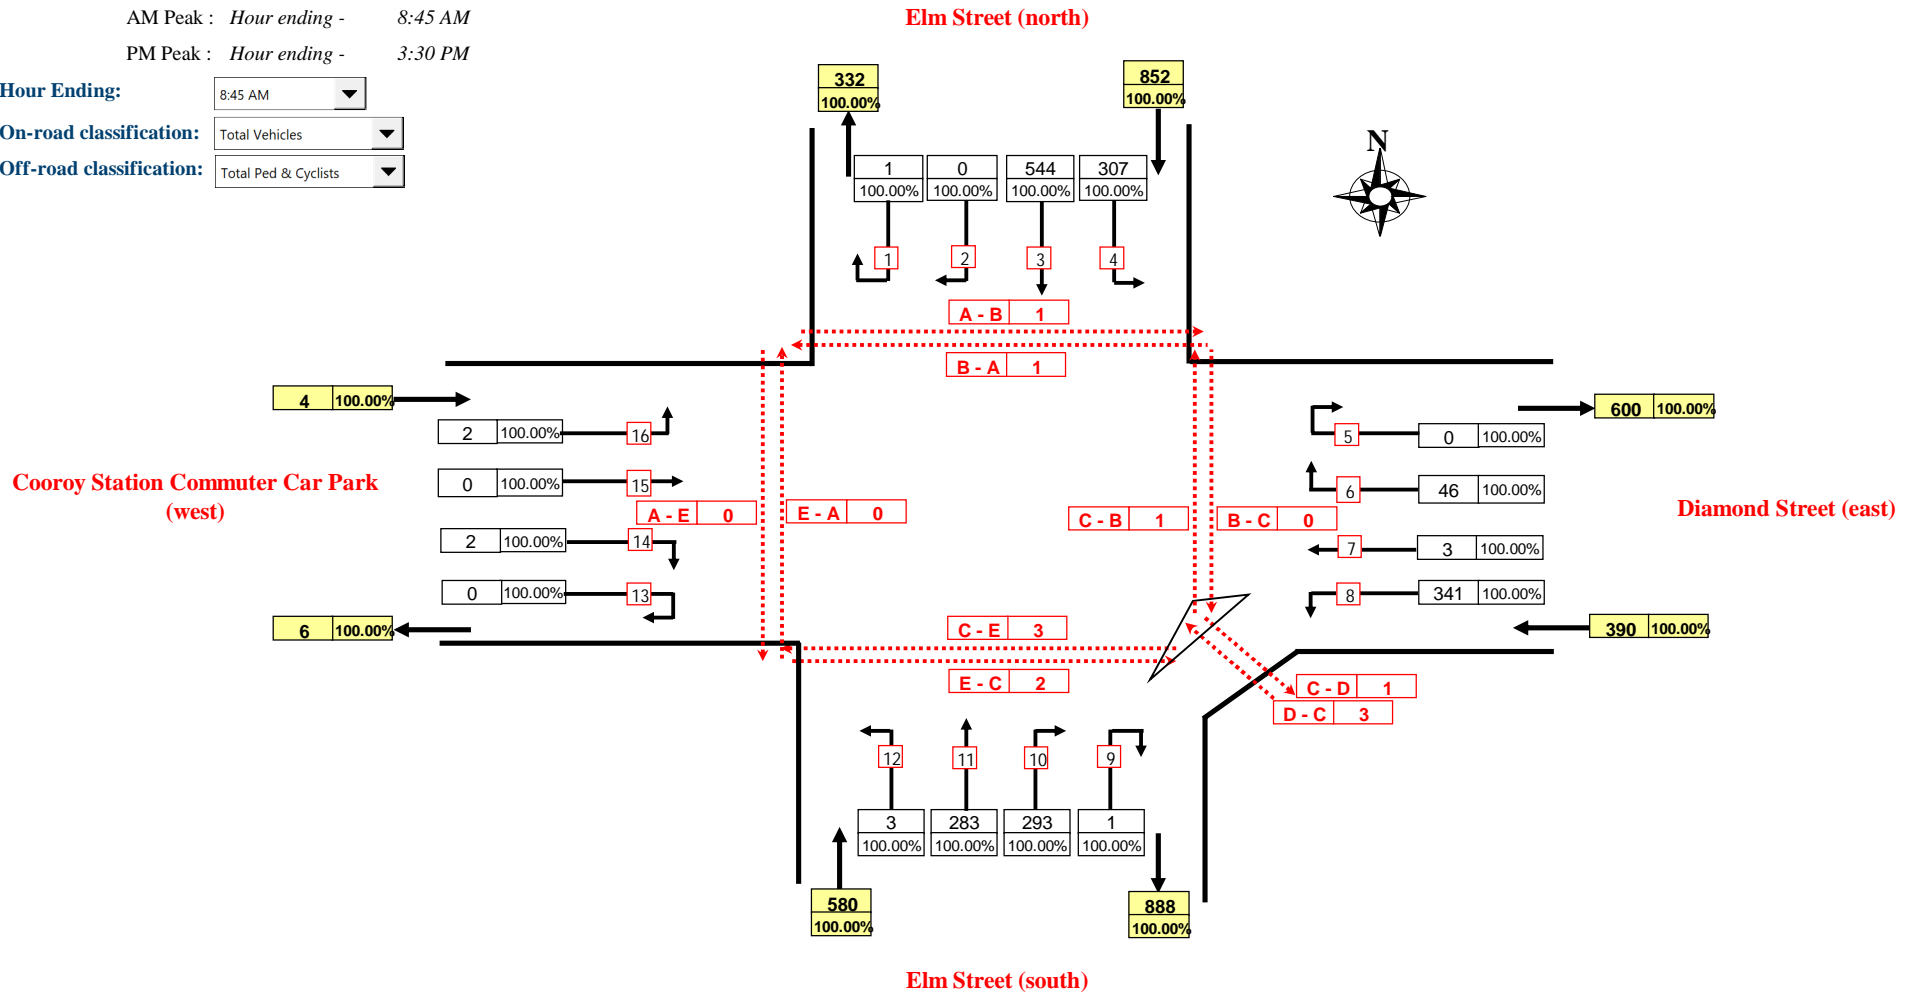 AM Peak : Hour ending - 8:45 AM
PM Peak : Hour ending - 3:30 PM
Hour Ending: 8:45 AM
On-road classification: Total Vehicles
Off-road classification: Total Ped & Cyclists
Elm Street (north)
332
100.00%
852
100.00%
N
1 0 544 307
100.00% 100.00% 100.00% 100.00%
1 2 3 4
A - B 1
B - A 1
4 100.00%
600 100.00%
2 100.00% 16
5 0 100.00%
Cooroy Station Commuter Car Park
(west)
0 100.00% 15
6 46 100.00%
Diamond Street (east)
A - E 0
E - A 0
C - B 1
B - C 0
2 100.00% 14
7 3 100.00%
0 100.00% 13
8 341 100.00%
6 100.00%
390 100.00%
C - E 3
E - C 2
C - D 1
D - C 3
12 11 10 9
3 283 293 1
100.00% 100.00% 100.00% 100.00%
580
100.00%
888
100.00%
Elm Street (south)